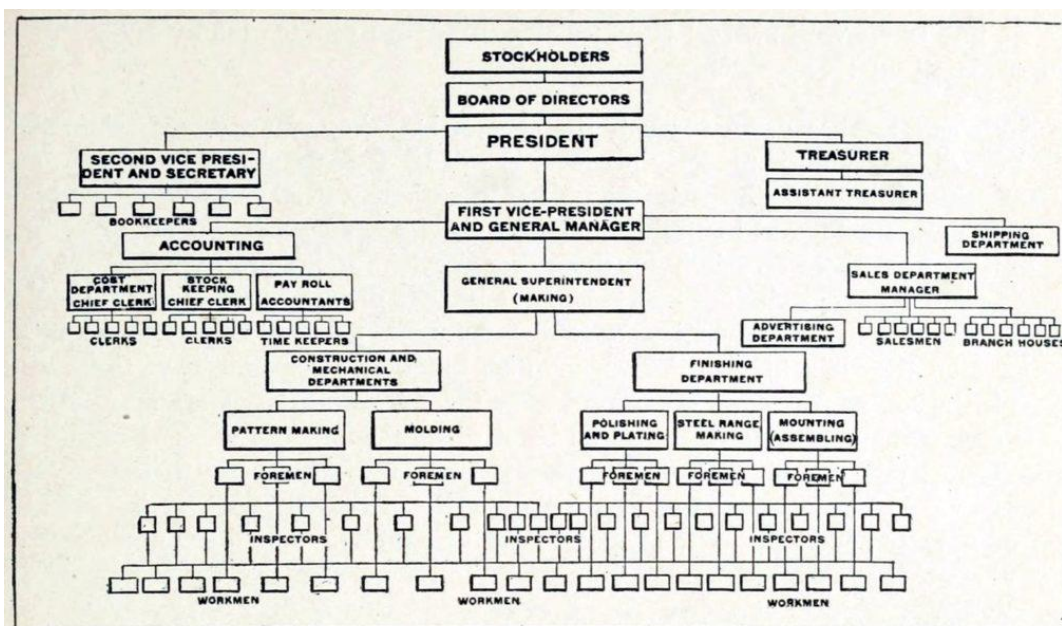 STOCKHOLDERS
BOARD OF DIRECTORS
PRESIDENT
SECOND VICE PRESI-
DENT AND SECRETARY
TREASURER
ASSISTANT TREASURER
BOOKKEEPERS
FIRST VICE-PRESIDENT
AND GENERAL MANAGER
SHIPPING
DEPARTMENT
ACCOUNTING
COST
DEPARTMENT
CHIEF CLERK
STOCK
KEEPING
CHIEF CLERK
PAY ROLL
ACCOUNTANTS
GENERAL SUPERINTENDENT
(MAKING)
SALES DEPARTMENT
MANAGER
CLERKS
CLERKS
TIME KEEPERS
ADVERTISING
DEPARTMENT
SALESMEN
BRANCH HOUSES
CONSTRUCTION AND
MECHANICAL
DEPARTMENTS
FINISHING
DEPARTMENT
PATTERN MAKING
MOLDING
POLISHING
AND PLATING
STEEL RANGE
MAKING
MOUNTING
(ASSEMBLING)
FOREMEN
FOREMEN
FOREMEN
FOREMEN
FOREMEN
INSPECTORS
INSPECTORS
INSPECTORS
WORKMEN
WORKMEN
WORKMEN